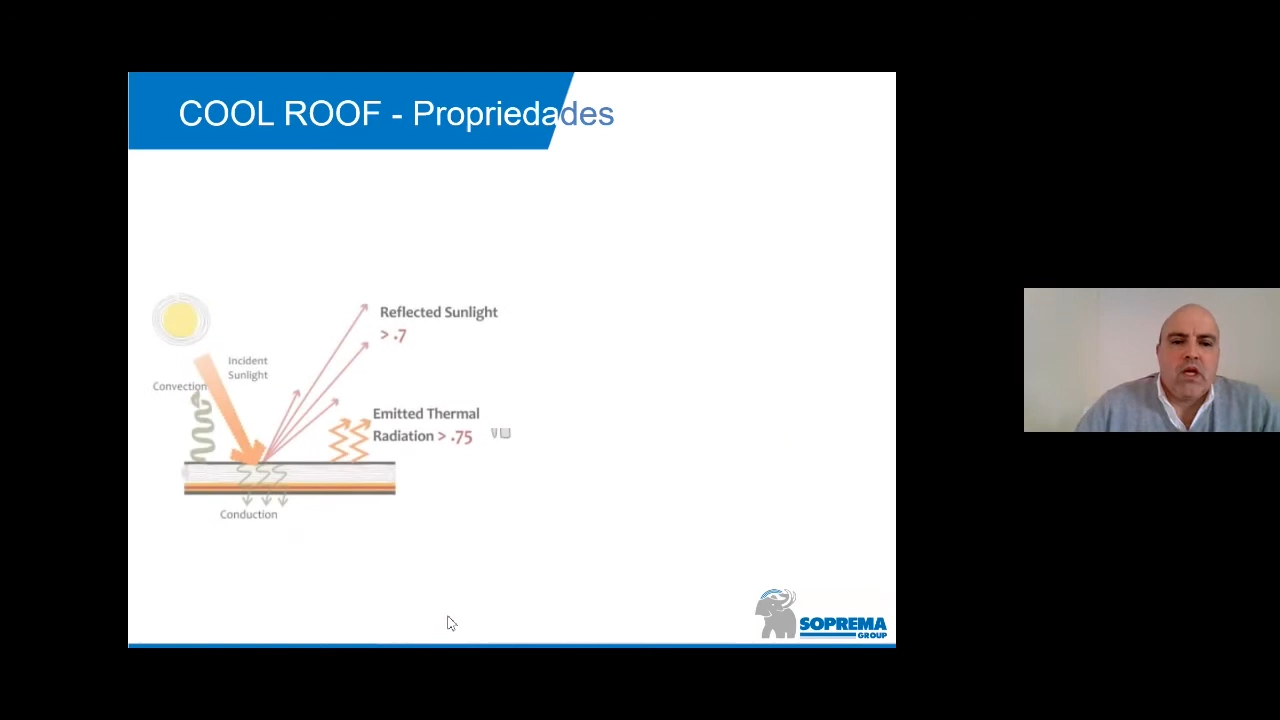 COOL ROOF - Propriedades
Reflected Sunlight
> .7
Incident
Sunlight
Convection
Emitted Thermal
Radiation > .75
Conduction
SOPREMA
GROUP